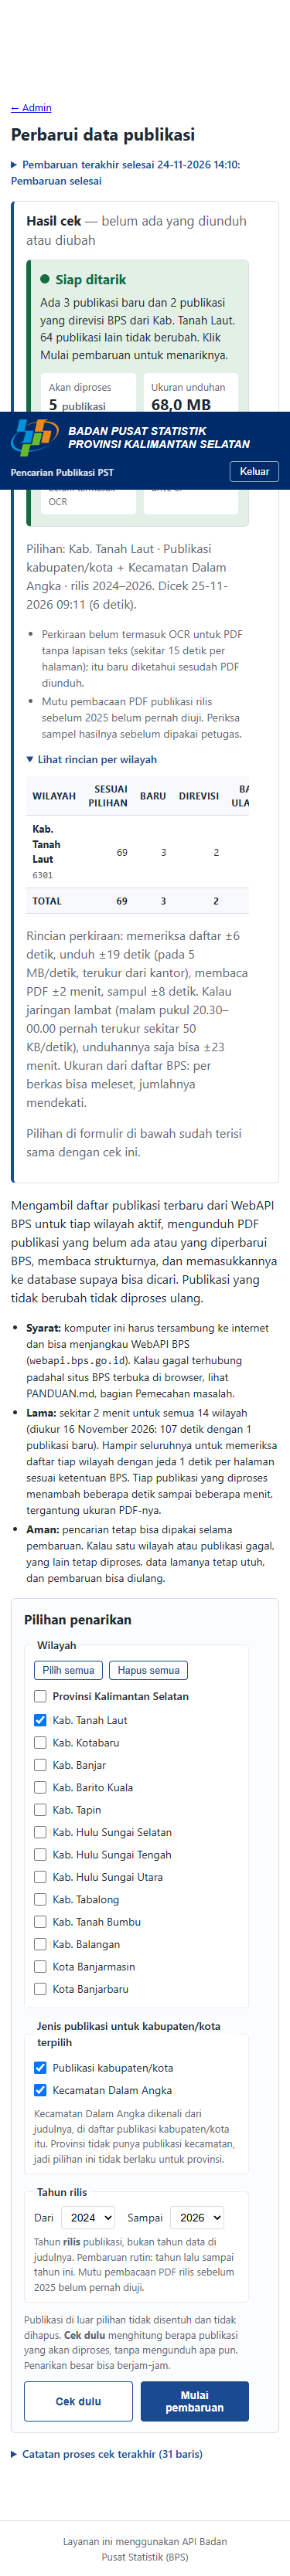 ← Admin
Perbarui data publikasi
▶ Pembaruan terakhir selesai 24-11-2026 14:10:
Pembaruan selesai
Hasil cek — belum ada yang diunduh
atau diubah
Siap ditarik
Ada 3 publikasi baru dan 2 publikasi
yang direvisi BPS dari Kab. Tanah Laut.
64 publikasi lain tidak berubah. Klik
Mulai pembaruan untuk menariknya.
Akan diproses
5 publikasi
Ukuran unduhan
68,0 MB
BADAN PUSAT STATISTIK
PROVINSI KALIMANTAN SELATAN
Pencarian Publikasi PST
Keluar
OCR
Pilihan: Kab. Tanah Laut · Publikasi
kabupaten/kota + Kecamatan Dalam
Angka · rilis 2024–2026. Dicek 25-11-
2026 09:11 (6 detik).
• Perkiraan belum termasuk OCR untuk PDF
tanpa lapisan teks (sekitar 15 detik per
halaman); itu baru diketahui sesudah PDF
diunduh.
• Mutu pembacaan PDF publikasi rilis
sebelum 2025 belum pernah diuji. Periksa
sampel hasilnya sebelum dipakai petugas.
▼ Lihat rincian per wilayah
WILAYAH SESUAI PILIHAN BARU DIREVISI
Kab. Tanah Laut 6301 69 3 2
TOTAL 69 3 2
Rincian perkiraan: memeriksa daftar ±6
detik, unduh ±19 detik (pada 5
MB/detik, terukur dari kantor), membaca
PDF ±2 menit, sampul ±8 detik. Kalau
jaringan lambat (malam pukul 20.30–
00.00 pernah terukur sekitar 50
KB/detik), unduhannya saja bisa ±23
menit. Ukuran dari daftar BPS: per
berkas bisa meleset, jumlahnya
mendekati.
Pilihan di formulir di bawah sudah terisi
sama dengan cek ini.
Mengambil daftar publikasi terbaru dari WebAPI
BPS untuk tiap wilayah aktif, mengunduh PDF
publikasi yang belum ada atau yang diperbarui
BPS, membaca strukturnya, dan memasukkannya
ke database supaya bisa dicari. Publikasi yang
tidak berubah tidak diproses ulang.
• Syarat: komputer ini harus tersambung ke internet
dan bisa menjangkau WebAPI BPS
(webapi.bps.go.id). Kalau gagal terhubung
padahal situs BPS terbuka di browser, lihat
PANDUAN.md, bagian Pemecahan masalah.
• Lama: sekitar 2 menit untuk semua 14 wilayah
(diukur 16 November 2026: 107 detik dengan 1
publikasi baru). Hampir seluruhnya untuk memeriksa
daftar tiap wilayah dengan jeda 1 detik per halaman
sesuai ketentuan BPS. Tiap publikasi yang diproses
menambah beberapa detik sampai beberapa menit,
tergantung ukuran PDF-nya.
• Aman: pencarian tetap bisa dipakai selama
pembaruan. Kalau satu wilayah atau publikasi gagal,
yang lain tetap diproses, data lamanya tetap utuh,
dan pembaruan bisa diulang.
Pilihan penarikan
Wilayah
Pilih semua
Hapus semua
Provinsi Kalimantan Selatan
Kab. Tanah Laut
Kab. Kotabaru
Kab. Banjar
Kab. Barito Kuala
Kab. Tapin
Kab. Hulu Sungai Selatan
Kab. Hulu Sungai Tengah
Kab. Hulu Sungai Utara
Kab. Tabalong
Kab. Tanah Bumbu
Kab. Balangan
Kota Banjarmasin
Kota Banjarbaru
Jenis publikasi untuk kabupaten/kota
terpilih
Publikasi kabupaten/kota
Kecamatan Dalam Angka
Kecamatan Dalam Angka dikenali dari
judulnya, di daftar publikasi kabupaten/kota
itu. Provinsi tidak punya publikasi kecamatan,
jadi pilihan ini tidak berlaku untuk provinsi.
Tahun rilis
Dari 2024 Sampai 2026
Tahun rilis publikasi, bukan tahun data di
judulnya. Pembaruan rutin: tahun lalu sampai
tahun ini. Mutu pembacaan PDF rilis sebelum
2025 belum pernah diuji.
Publikasi di luar pilihan tidak disentuh dan tidak
dihapus. Cek dulu menghitung berapa publikasi
yang akan diproses, tanpa mengunduh apa pun.
Penarikan besar bisa berjam-jam.
Cek dulu
Mulai
pembaruan
▶ Catatan proses cek terakhir (31 baris)
Layanan ini menggunakan API Badan
Pusat Statistik (BPS)